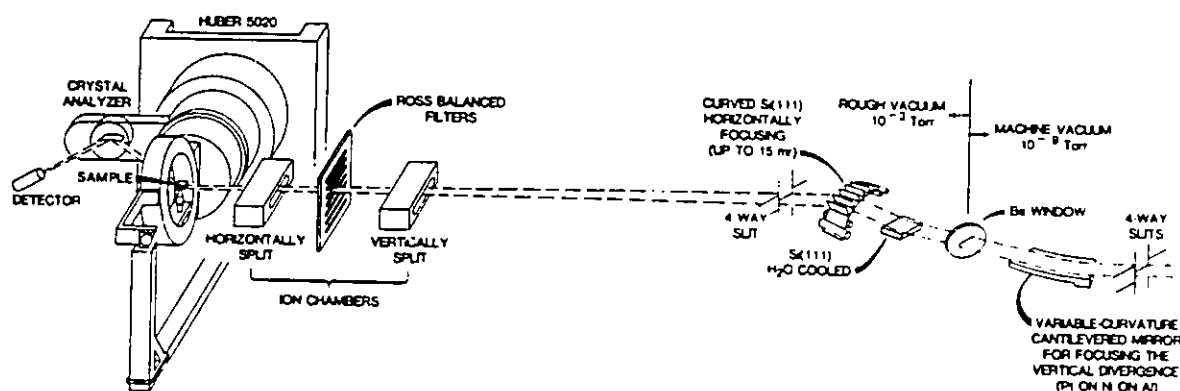 HUBER 5020
CRYSTAL
ANALYZER
ROSS BALANCED
FILTERS
SAMPLE
DETECTOR
HORIZONTALLY
SPLIT
VERTICALLY
SPLIT
ION CHAMBERS
CURVED Si(111)
HORIZONTALLY
FOCUSING
(UP TO 15 mr)
ROUGH VACUUM
10⁻³ Torr
MACHINE VACUUM
10⁻⁹ Torr
4-WAY
SLIT
Si(111)
H₂O COOLED
Be WINDOW
4-WAY
SLITS
VARIABLE-CURVATURE
CANTILEVERED MIRROR
FOR FOCUSING THE
VERTICAL DIVERGENCE
(Pt ON Ni ON Al)